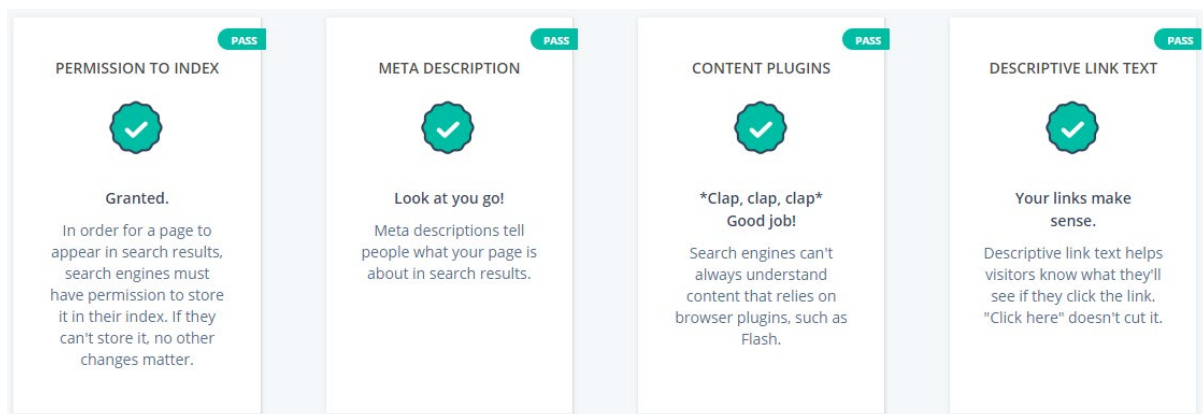 PASS
PERMISSION TO INDEX
Granted.
In order for a page to
appear in search results,
search engines must
have permission to store
it in their index. If they
can't store it, no other
changes matter.
PASS
META DESCRIPTION
Look at you go!
Meta descriptions tell
people what your page is
about in search results.
PASS
CONTENT PLUGINS
*Clap, clap, clap*
Good job!
Search engines can't
always understand
content that relies on
browser plugins, such as
Flash.
PASS
DESCRIPTIVE LINK TEXT
Your links make
sense.
Descriptive link text helps
visitors know what they'll
see if they click the link.
"Click here" doesn't cut it.